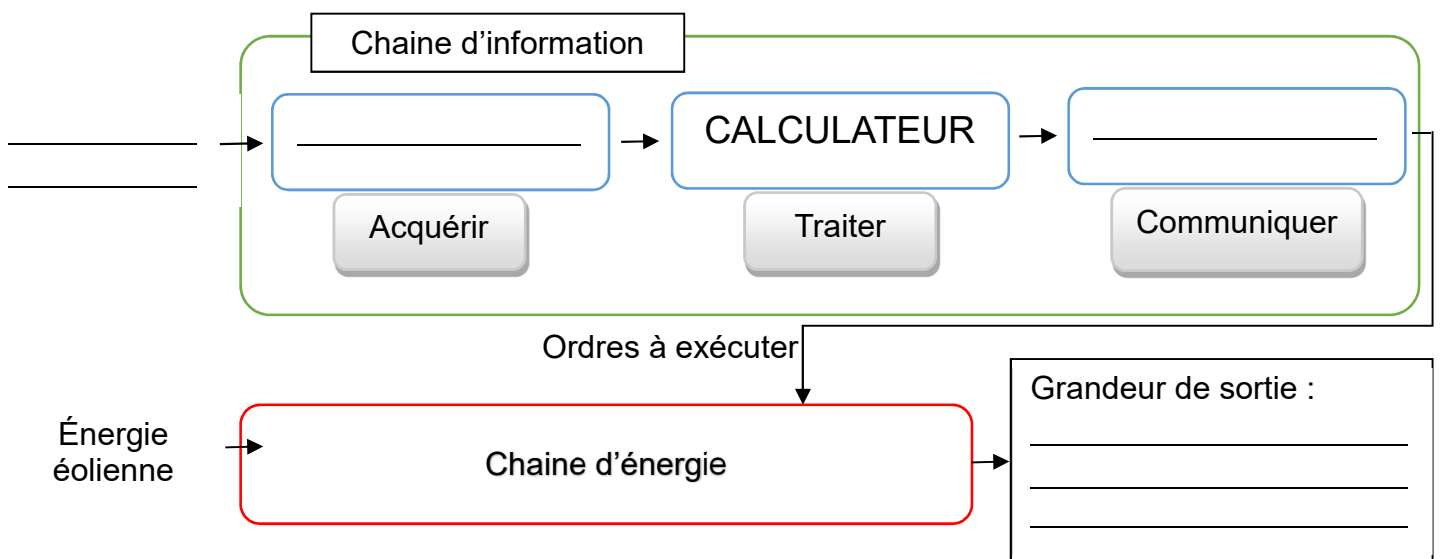 Chaine d’information
CALCULATEUR
Acquérir
Traiter
Communiquer
Ordres à exécuter
Grandeur de sortie :
Énergie
éolienne
Chaine d’énergie